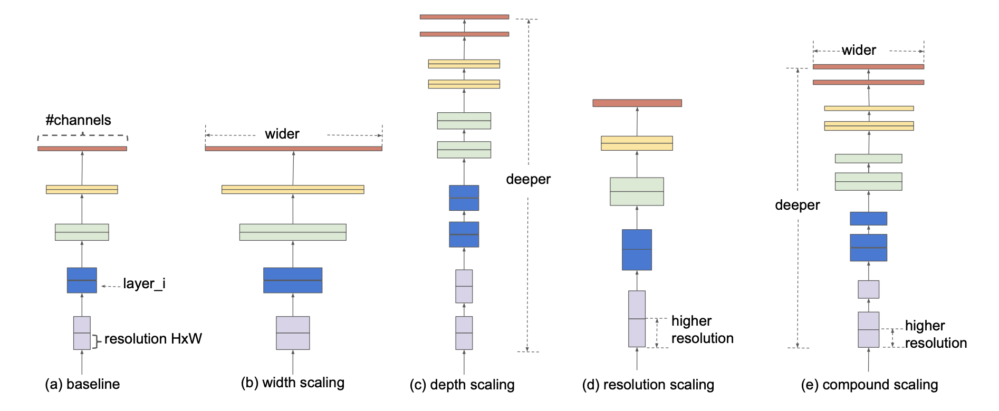 #channels
layer_i
resolution HxW
(a) baseline
wider
(b) width scaling
deeper
(c) depth scaling
higher
resolution
(d) resolution scaling
wider
deeper
higher
resolution
(e) compound scaling